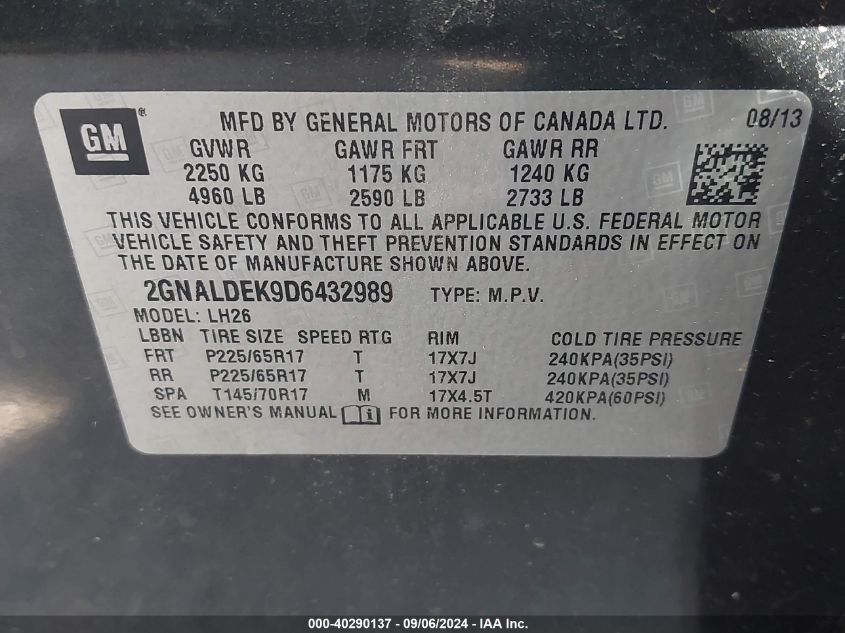 GM® MFD BY GENERAL MOTORS OF CANADA LTD. 08/13
GVWR GAWR FRT GAWR RR
2250 KG 1175 KG 1240 KG
4960 LB 2590 LB 2733 LB
THIS VEHICLE CONFORMS TO ALL APPLICABLE U.S. FEDERAL MOTOR
VEHICLE SAFETY AND THEFT PREVENTION STANDARDS IN EFFECT ON
THE DATE OF MANUFACTURE SHOWN ABOVE.
2GNALDEK9D6432989 TYPE: M.P.V.
MODEL: LH26
LBBN TIRE SIZE SPEED RTG RIM COLD TIRE PRESSURE
FRT P225/65R17 T 17X7J 240KPA(35PSI)
RR P225/65R17 T 17X7J 240KPA(35PSI)
SPA T145/70R17 M 17X4.5T 420KPA(60PSI)
SEE OWNER'S MANUAL FOR MORE INFORMATION.
000-40290137 - 09/06/2024 - IAAI.com